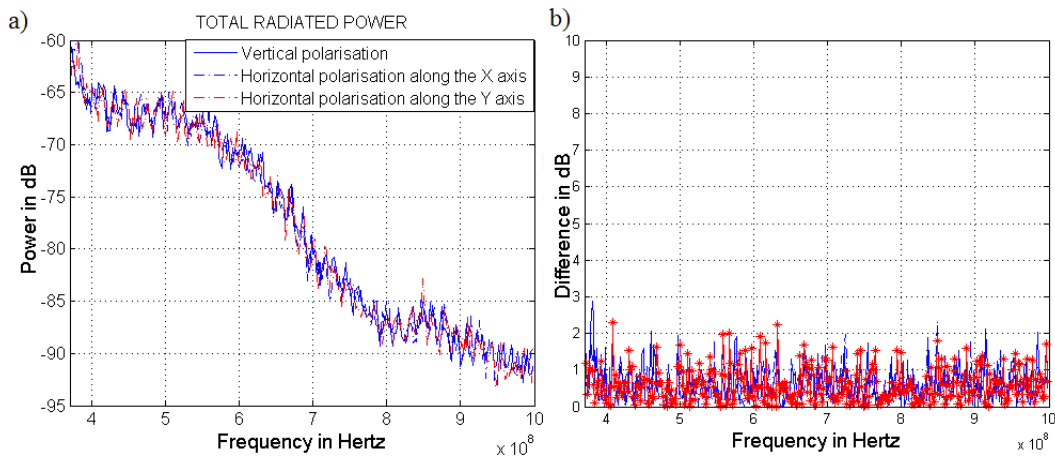 a)
TOTAL RADIATED POWER
Vertical polarisation
Horizontal polarisation along the X axis
Horizontal polarisation along the Y axis
Power in dB
-60
-65
-70
-75
-80
-85
-90
-95
4 5 6 7 8 9 10
Frequency in Hertz
x 10^8
b)
Difference in dB
10
9
8
7
6
5
4
3
2
1
0
4 5 6 7 8 9 10
Frequency in Hertz
x 10^8